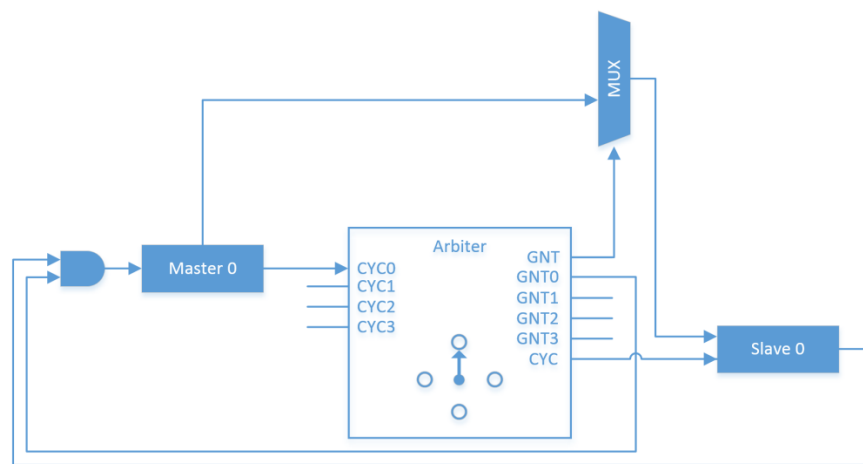 MUX
Arbiter
Master 0
CYC0
CYC1
CYC2
CYC3
GNT
GNT0
GNT1
GNT2
GNT3
CYC
Slave 0